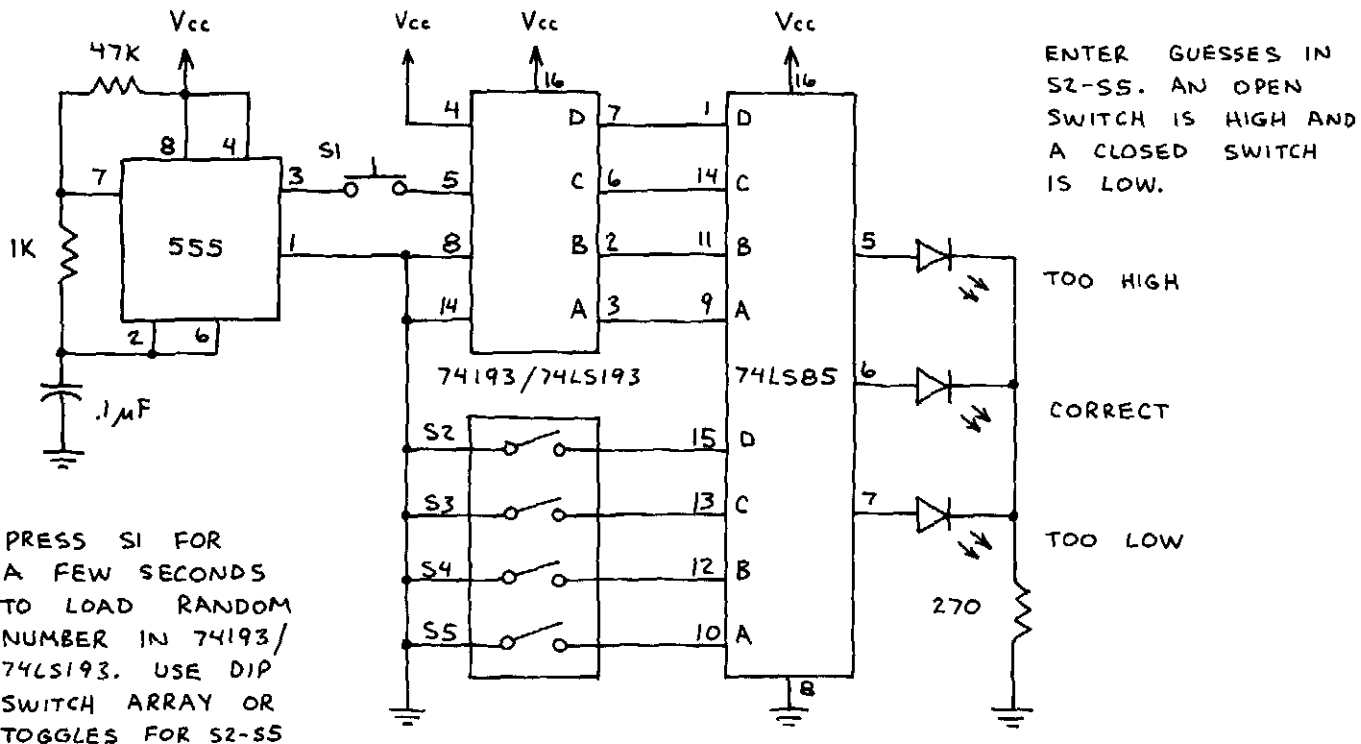 Vcc
Vcc
Vcc
Vcc
47K
16
16
ENTER GUESSES IN
S2-S5. AN OPEN
SWITCH IS HIGH AND
A CLOSED SWITCH
IS LOW.
4
D
7
1
D
8
4
S1
7
3
5
C
6
14
C
1K
555
1
8
B
2
11
B
5
TOO HIGH
14
A
3
9
A
2
6
74193/74LS193
74LS85
6
.1µF
CORRECT
S2
15
D
S3
13
C
7
TOO LOW
S4
12
B
270
S5
10
A
8
PRESS S1 FOR
A FEW SECONDS
TO LOAD RANDOM
NUMBER IN 74193/
74LS193. USE DIP
SWITCH ARRAY OR
TOGGLES FOR S2-S5